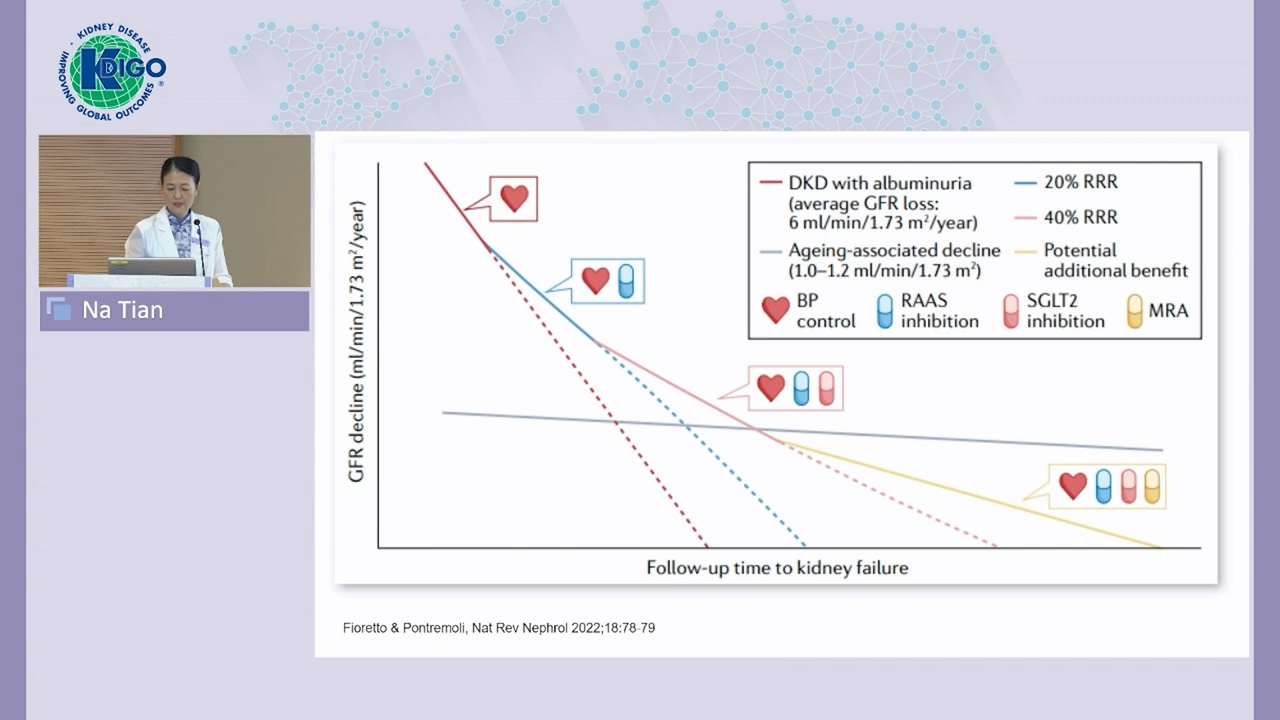 KIDNEY DISEASE
KDIGO
®
IMPROVING GLOBAL OUTCOMES
Na Tian
GFR decline (ml/min/1.73 m²/year)
DKD with albuminuria
(average GFR loss:
6 ml/min/1.73 m²/year)
Ageing-associated decline
(1.0–1.2 ml/min/1.73 m²)
20% RRR
40% RRR
Potential
additional benefit
BP
control
RAAS
inhibition
SGLT2
inhibition
MRA
Follow-up time to kidney failure
Fioretto & Pontremoli, Nat Rev Nephrol 2022;18:78-79